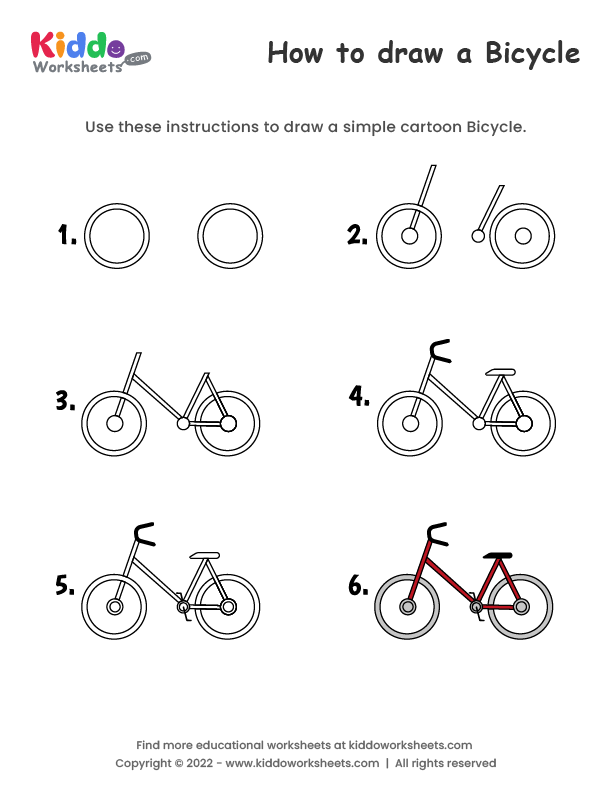 Kiddo
Worksheets .com
How to draw a Bicycle
Use these instructions to draw a simple cartoon Bicycle.
1.
2.
3.
4.
5.
6.
Find more educational worksheets at kiddoworksheets.com
Copyright © 2022 - www.kiddoworksheets.com | All rights reserved